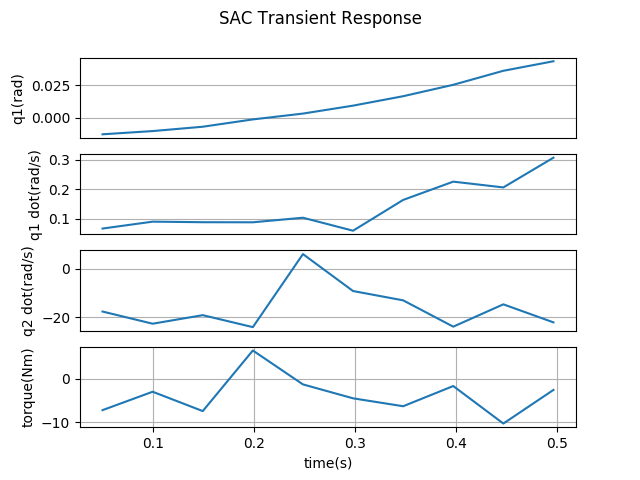 SAC Transient Response
q1(rad)
0.025
0.000
q1 dot(rad/s)
0.3
0.2
0.1
q2 dot(rad/s)
0
−20
torque(Nm)
0
−10
0.1 0.2 0.3 0.4 0.5
time(s)